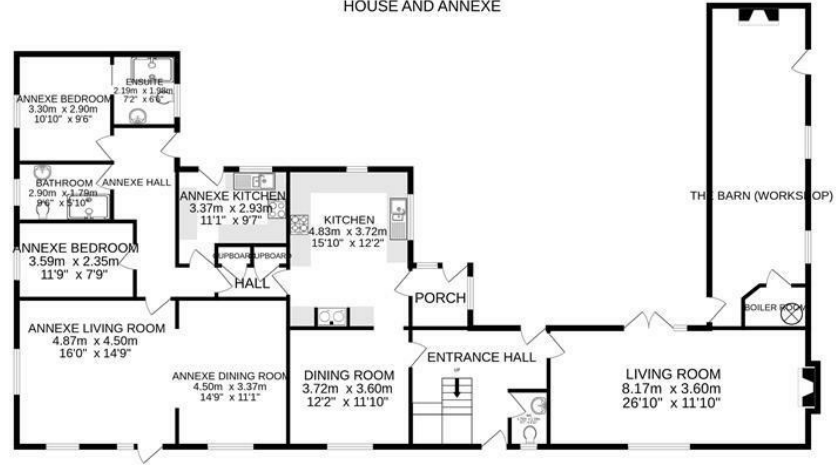 HOUSE AND ANNEXE
ENSUITE
2.19m x 1.98m
7'2" x 6'6"
ANNEXE BEDROOM
3.30m x 2.90m
10'10" x 9'6"
BATHROOM
2.90m x 1.79m
9'6" x 5'10"
ANNEXE HALL
ANNEXE KITCHEN
3.37m x 2.93m
11'1" x 9'7"
KITCHEN
4.83m x 3.72m
15'10" x 12'2"
THE BARN (WORKSHOP)
ANNEXE BEDROOM
3.59m x 2.35m
11'9" x 7'9"
CUPBOARD
CUPBOARD
HALL
PORCH
BOILER ROOM
ANNEXE LIVING ROOM
4.87m x 4.50m
16'0" x 14'9"
ANNEXE DINING ROOM
4.50m x 3.37m
14'9" x 11'1"
DINING ROOM
3.72m x 3.60m
12'2" x 11'10"
ENTRANCE HALL
UP
LIVING ROOM
8.17m x 3.60m
26'10" x 11'10"